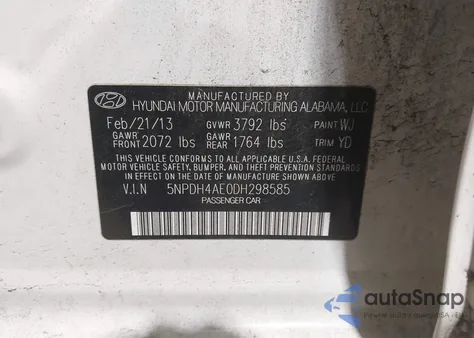 MANUFACTURED BY
HYUNDAI MOTOR MANUFACTURING ALABAMA, LLC
Feb/21/13 GVWR 3792 lbs PAINT WJ
GAWR FRONT 2072 lbs GAWR REAR 1764 lbs TRIM YD
THIS VEHICLE CONFORMS TO ALL APPLICABLE U.S.A. FEDERAL
MOTOR VEHICLE SAFETY, BUMPER, AND THEFT PREVENTION
STANDARDS IN EFFECT ON THE DATE OF MANUFACTURE SHOWN ABOVE.
V.I.N 5NPDH4AE0DH298585
PASSENGER CAR
autoSnap